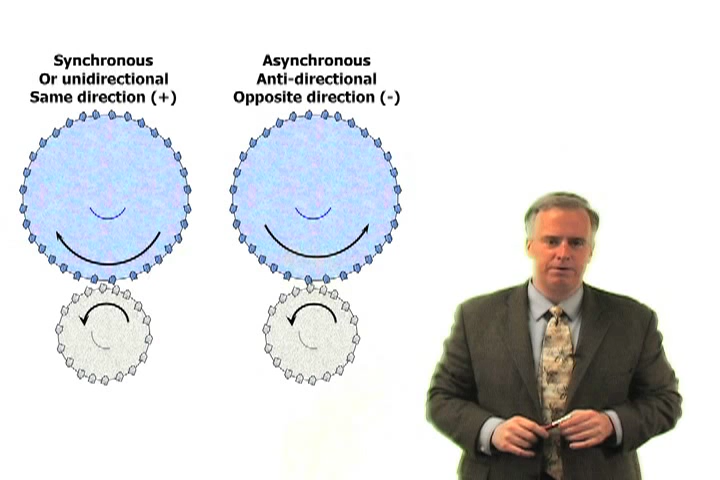 Synchronous
Or unidirectional
Same direction (+)
Asynchronous
Anti-directional
Opposite direction (-)